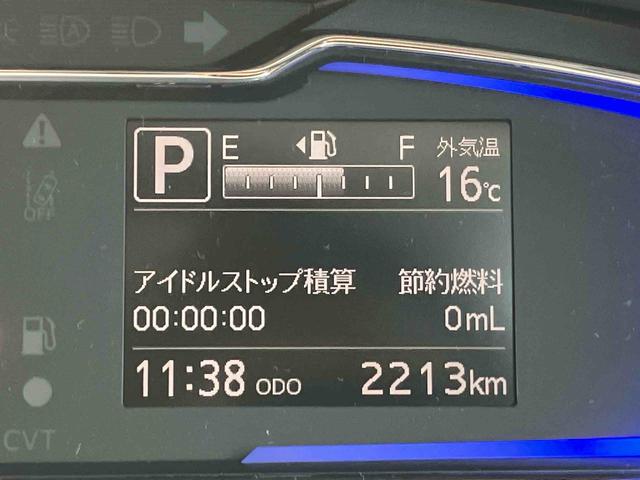 P E F 外気温
16℃
OFF
アイドルストップ積算 節約燃料
00:00:00 0mL
11:38 ODO 2213km
CVT